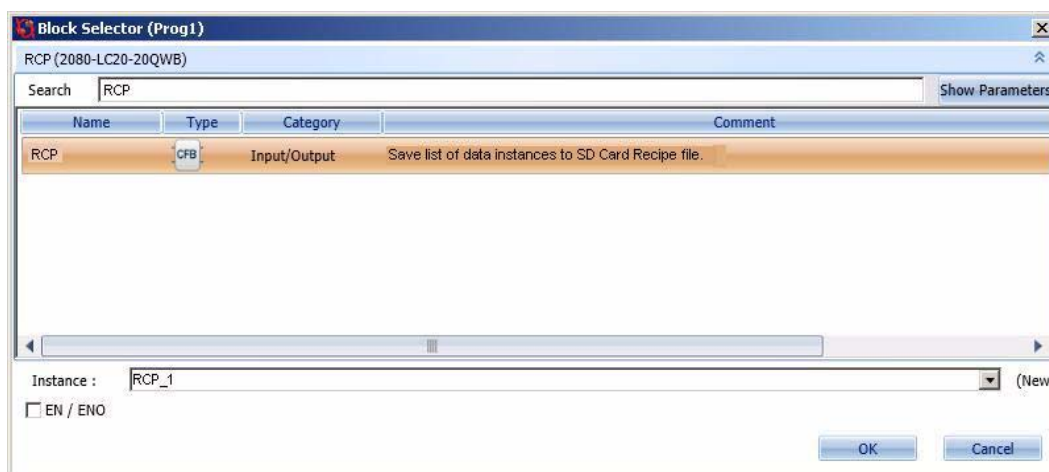 Block Selector (Prog1)
RCP (2080-LC20-20QWB)
Search RCP Show Parameters
Name Type Category Comment
RCP CFB Input/Output Save list of data instances to SD Card Recipe file.
Instance : RCP_1 (New
EN / ENO
OK Cancel